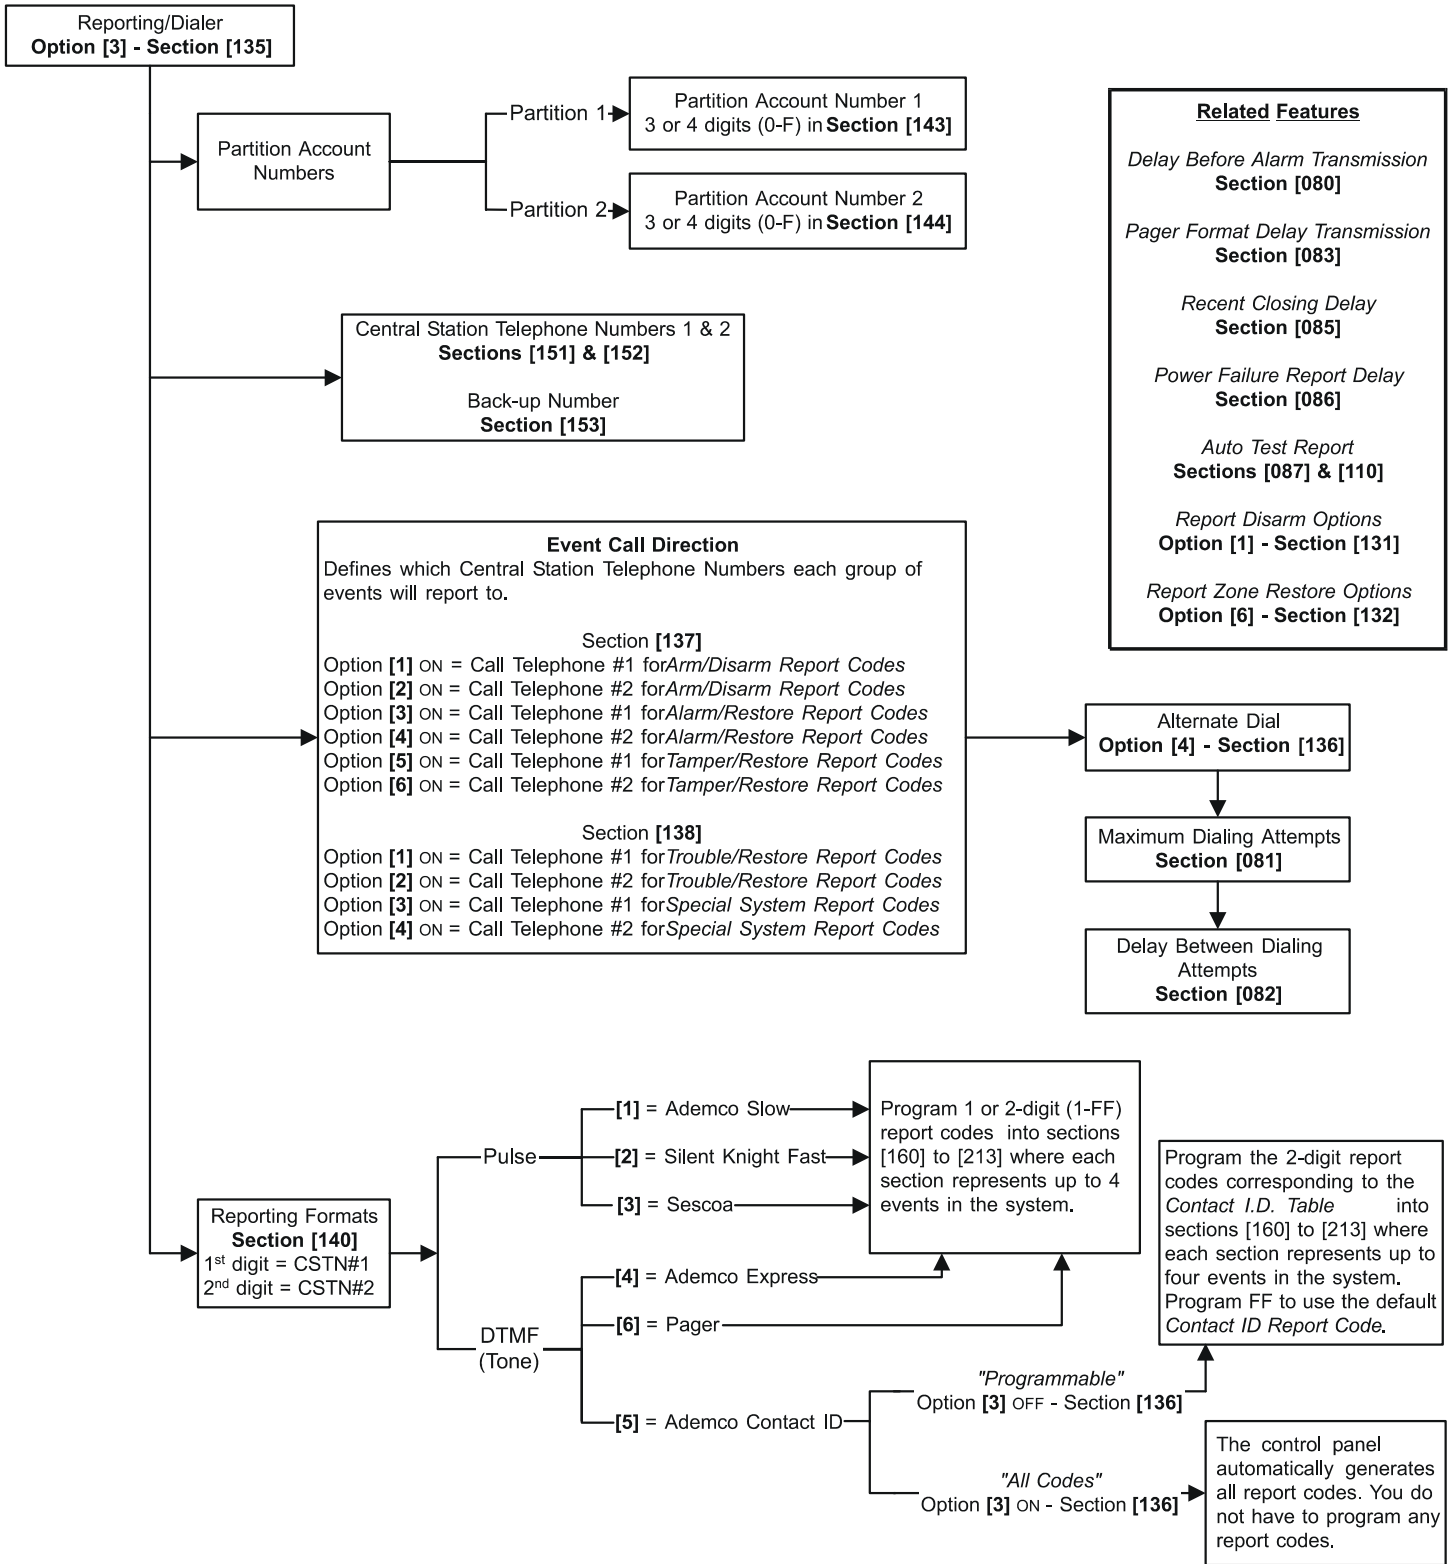 Reporting/Dialer
Option [3] - Section [135]
Partition Account
Numbers
Partition 1
Partition Account Number 1
3 or 4 digits (0-F) in Section [143]
Partition 2
Partition Account Number 2
3 or 4 digits (0-F) in Section [144]
Related Features
Delay Before Alarm Transmission
Section [080]
Pager Format Delay Transmission
Section [083]
Recent Closing Delay
Section [085]
Power Failure Report Delay
Section [086]
Auto Test Report
Sections [087] & [110]
Report Disarm Options
Option [1] - Section [131]
Report Zone Restore Options
Option [6] - Section [132]
Central Station Telephone Numbers 1 & 2
Sections [151] & [152]
Back-up Number
Section [153]
Event Call Direction
Defines which Central Station Telephone Numbers each group of
events will report to.
Section [137]
Option [1] ON = Call Telephone #1 for Arm/Disarm Report Codes
Option [2] ON = Call Telephone #2 for Arm/Disarm Report Codes
Option [3] ON = Call Telephone #1 for Alarm/Restore Report Codes
Option [4] ON = Call Telephone #2 for Alarm/Restore Report Codes
Option [5] ON = Call Telephone #1 for Tamper/Restore Report Codes
Option [6] ON = Call Telephone #2 for Tamper/Restore Report Codes
Section [138]
Option [1] ON = Call Telephone #1 for Trouble/Restore Report Codes
Option [2] ON = Call Telephone #2 for Trouble/Restore Report Codes
Option [3] ON = Call Telephone #1 for Special System Report Codes
Option [4] ON = Call Telephone #2 for Special System Report Codes
Alternate Dial
Option [4] - Section [136]
Maximum Dialing Attempts
Section [081]
Delay Between Dialing
Attempts
Section [082]
Reporting Formats
Section [140]
1st digit = CSTN#1
2nd digit = CSTN#2
Pulse
[1] = Ademco Slow
[2] = Silent Knight Fast
[3] = Sescoa
Program 1 or 2-digit (1-FF)
report codes into sections
[160] to [213] where each
section represents up to 4
events in the system.
DTMF
(Tone)
[4] = Ademco Express
[6] = Pager
[5] = Ademco Contact ID
"Programmable"
Option [3] OFF - Section [136]
Program the 2-digit report
codes corresponding to the
Contact I.D. Table into
sections [160] to [213] where
each section represents up to
four events in the system.
Program FF to use the default
Contact ID Report Code.
"All Codes"
Option [3] ON - Section [136]
The control panel
automatically generates
all report codes. You do
not have to program any
report codes.